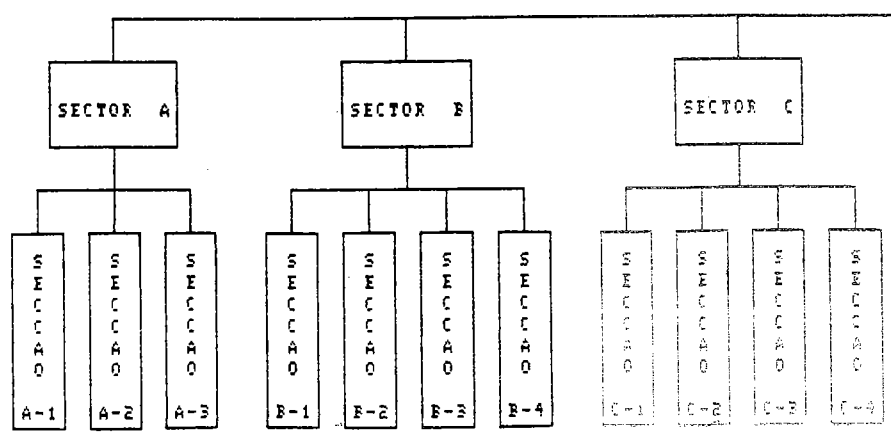 SECTOR A
SECTOR B
SECTOR C
SECCAO A-1
SECCAO A-2
SECCAO A-3
SECCAO B-1
SECCAO B-2
SECCAO B-3
SECCAO B-4
SECCAO C-1
SECCAO C-2
SECCAO C-3
SECCAO C-4